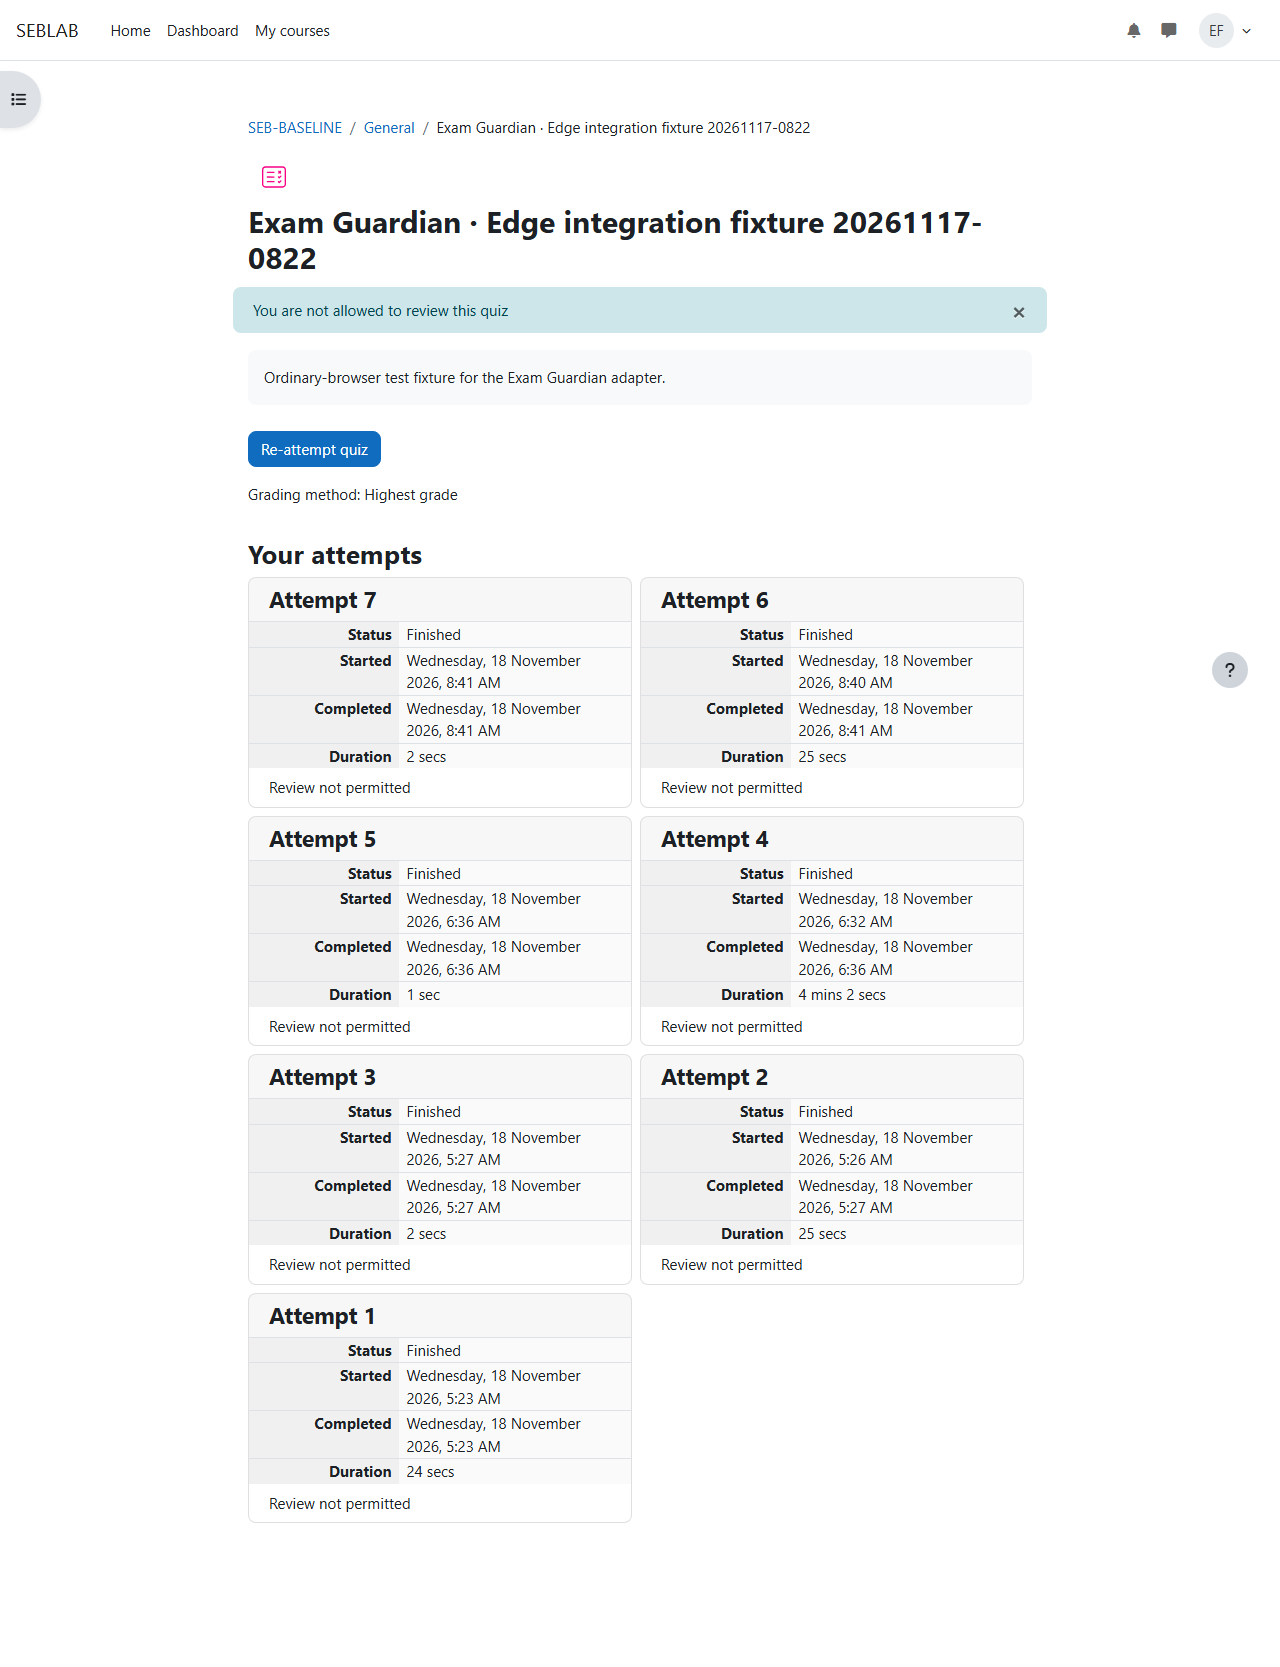 SEBLAB Home Dashboard My courses EF
SEB-BASELINE / General / Exam Guardian · Edge integration fixture 20261117-0822
Exam Guardian · Edge integration fixture 20261117-
0822
You are not allowed to review this quiz ×
Ordinary-browser test fixture for the Exam Guardian adapter.
Re-attempt quiz
Grading method: Highest grade
Your attempts
Attempt 7
Status Finished
Started Wednesday, 18 November
2026, 8:41 AM
Completed Wednesday, 18 November
2026, 8:41 AM
Duration 2 secs
Review not permitted
Attempt 6
Status Finished
Started Wednesday, 18 November
2026, 8:40 AM
Completed Wednesday, 18 November
2026, 8:41 AM
Duration 25 secs
Review not permitted
?
Attempt 5
Status Finished
Started Wednesday, 18 November
2026, 6:36 AM
Completed Wednesday, 18 November
2026, 6:36 AM
Duration 1 sec
Review not permitted
Attempt 4
Status Finished
Started Wednesday, 18 November
2026, 6:32 AM
Completed Wednesday, 18 November
2026, 6:36 AM
Duration 4 mins 2 secs
Review not permitted
Attempt 3
Status Finished
Started Wednesday, 18 November
2026, 5:27 AM
Completed Wednesday, 18 November
2026, 5:27 AM
Duration 2 secs
Review not permitted
Attempt 2
Status Finished
Started Wednesday, 18 November
2026, 5:26 AM
Completed Wednesday, 18 November
2026, 5:27 AM
Duration 25 secs
Review not permitted
Attempt 1
Status Finished
Started Wednesday, 18 November
2026, 5:23 AM
Completed Wednesday, 18 November
2026, 5:23 AM
Duration 24 secs
Review not permitted